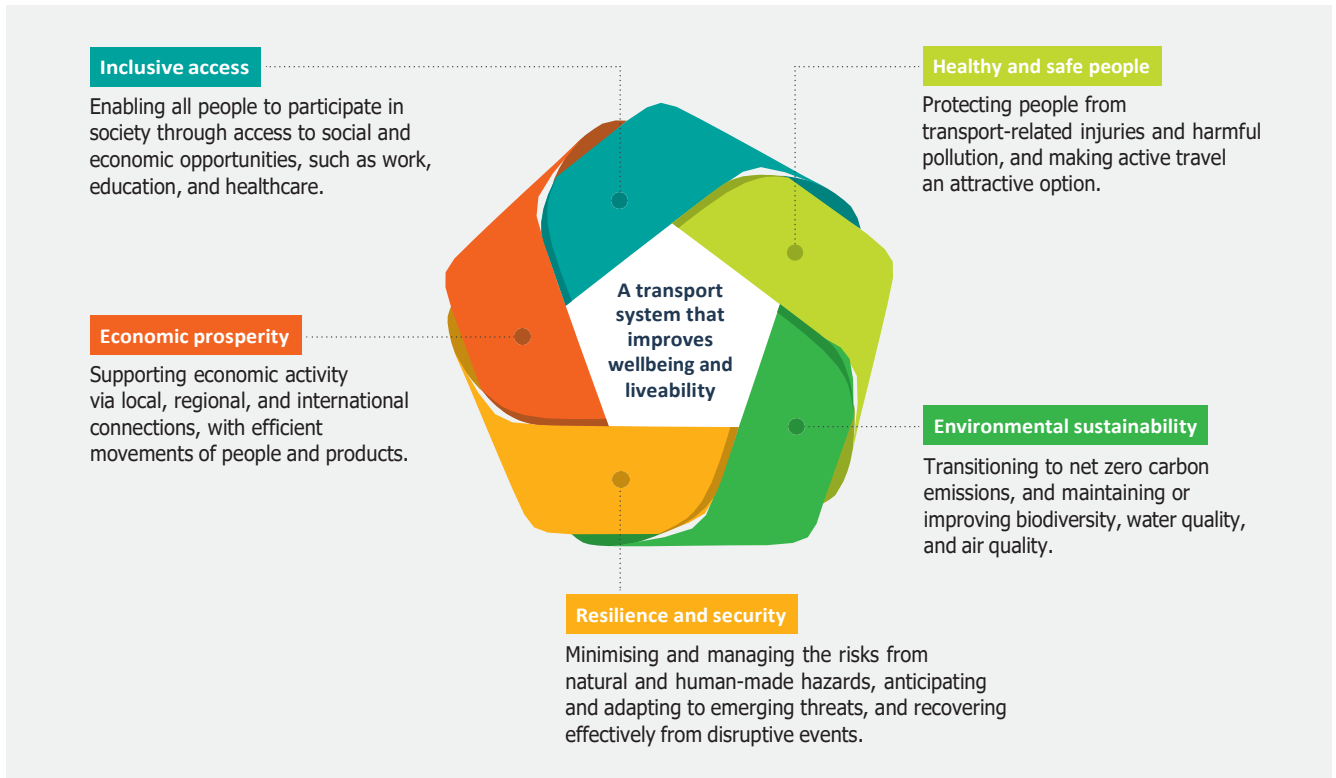 Inclusive access
Enabling all people to participate in
society through access to social and
economic opportunities, such as work,
education, and healthcare.
Healthy and safe people
Protecting people from
transport-related injuries and harmful
pollution, and making active travel
an attractive option.
A transport
system that
improves
wellbeing and
liveability
Economic prosperity
Supporting economic activity
via local, regional, and international
connections, with efficient
movements of people and products.
Environmental sustainability
Transitioning to net zero carbon
emissions, and maintaining or
improving biodiversity, water quality,
and air quality.
Resilience and security
Minimising and managing the risks from
natural and human-made hazards, anticipating
and adapting to emerging threats, and recovering
effectively from disruptive events.